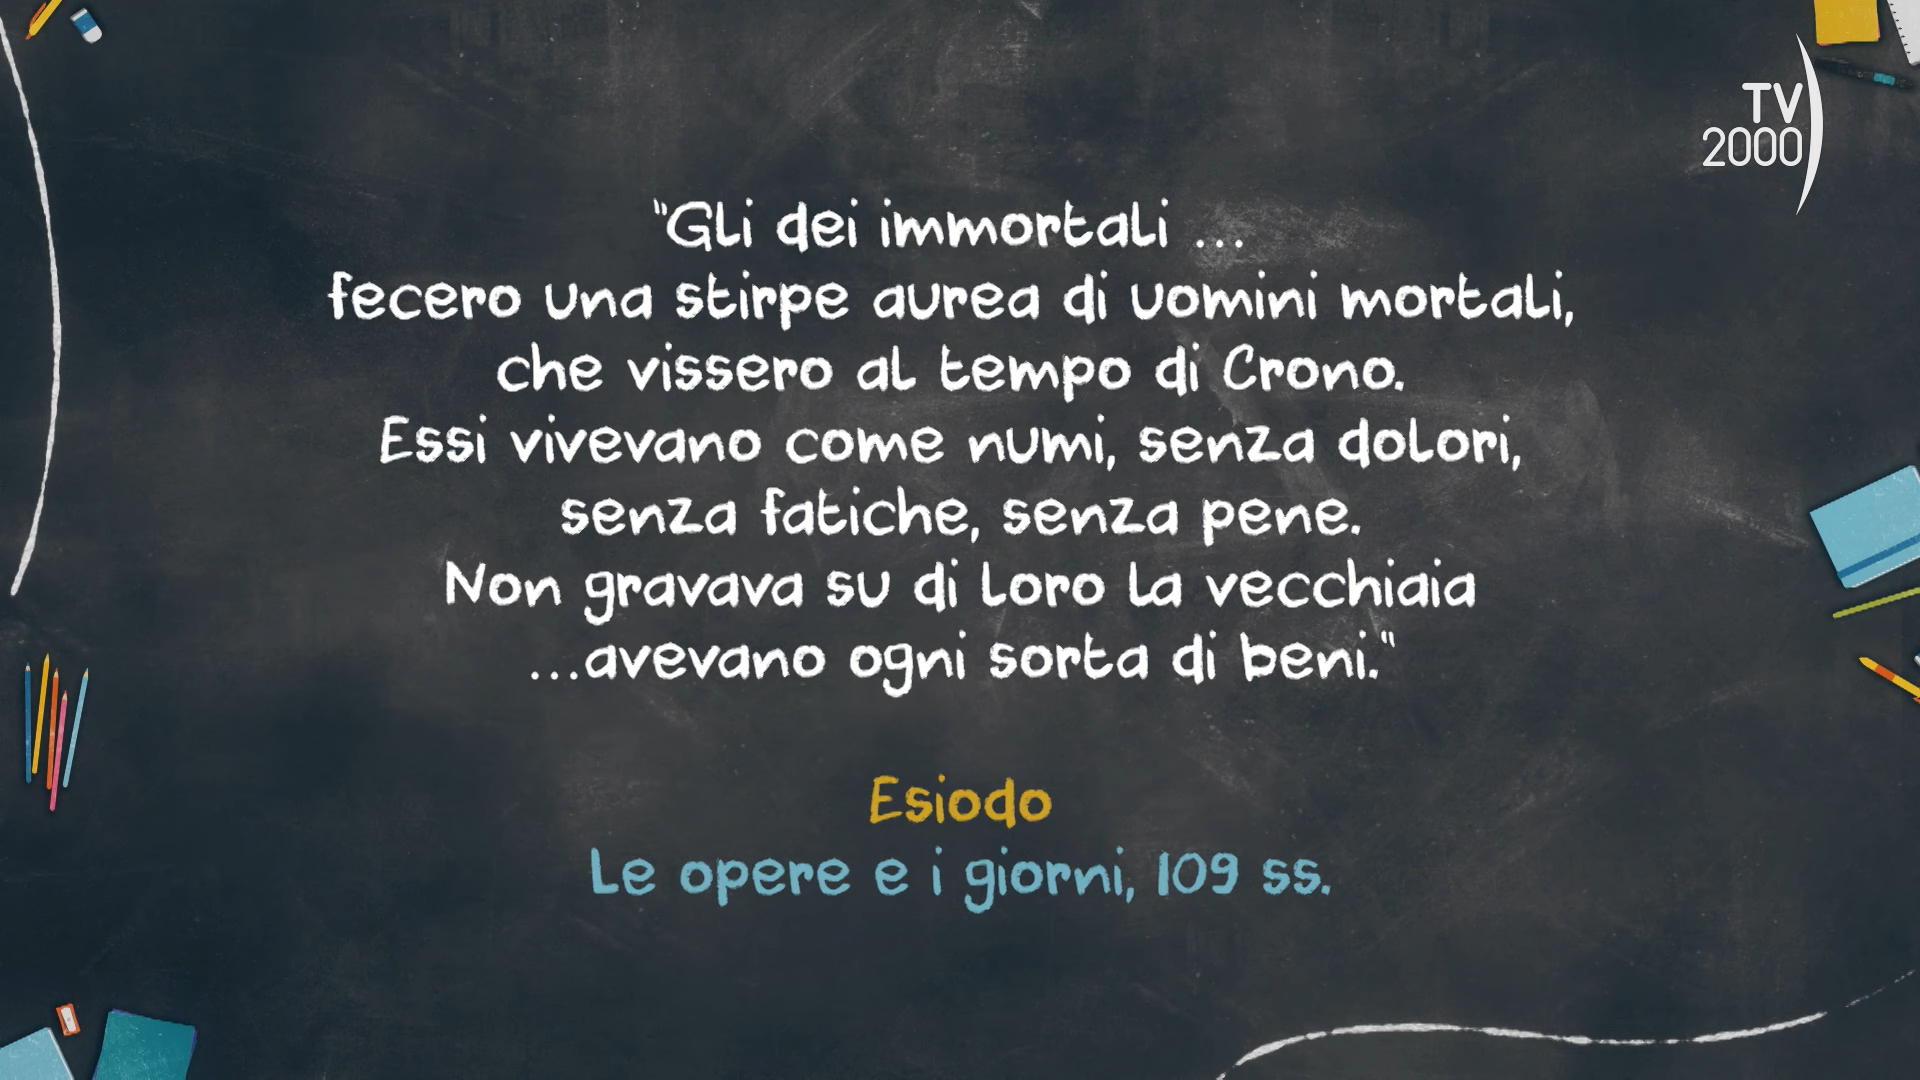 TV
2000
"Gli dei immortali ...
fecero una stirpe aurea di uomini mortali,
che vissero al tempo di Crono.
Essi vivevano come numi, senza dolori,
senza fatiche, senza pene.
Non gravava su di loro la vecchiaia
...avevano ogni sorta di beni."
Esiodo
Le opere e i giorni, 109 ss.